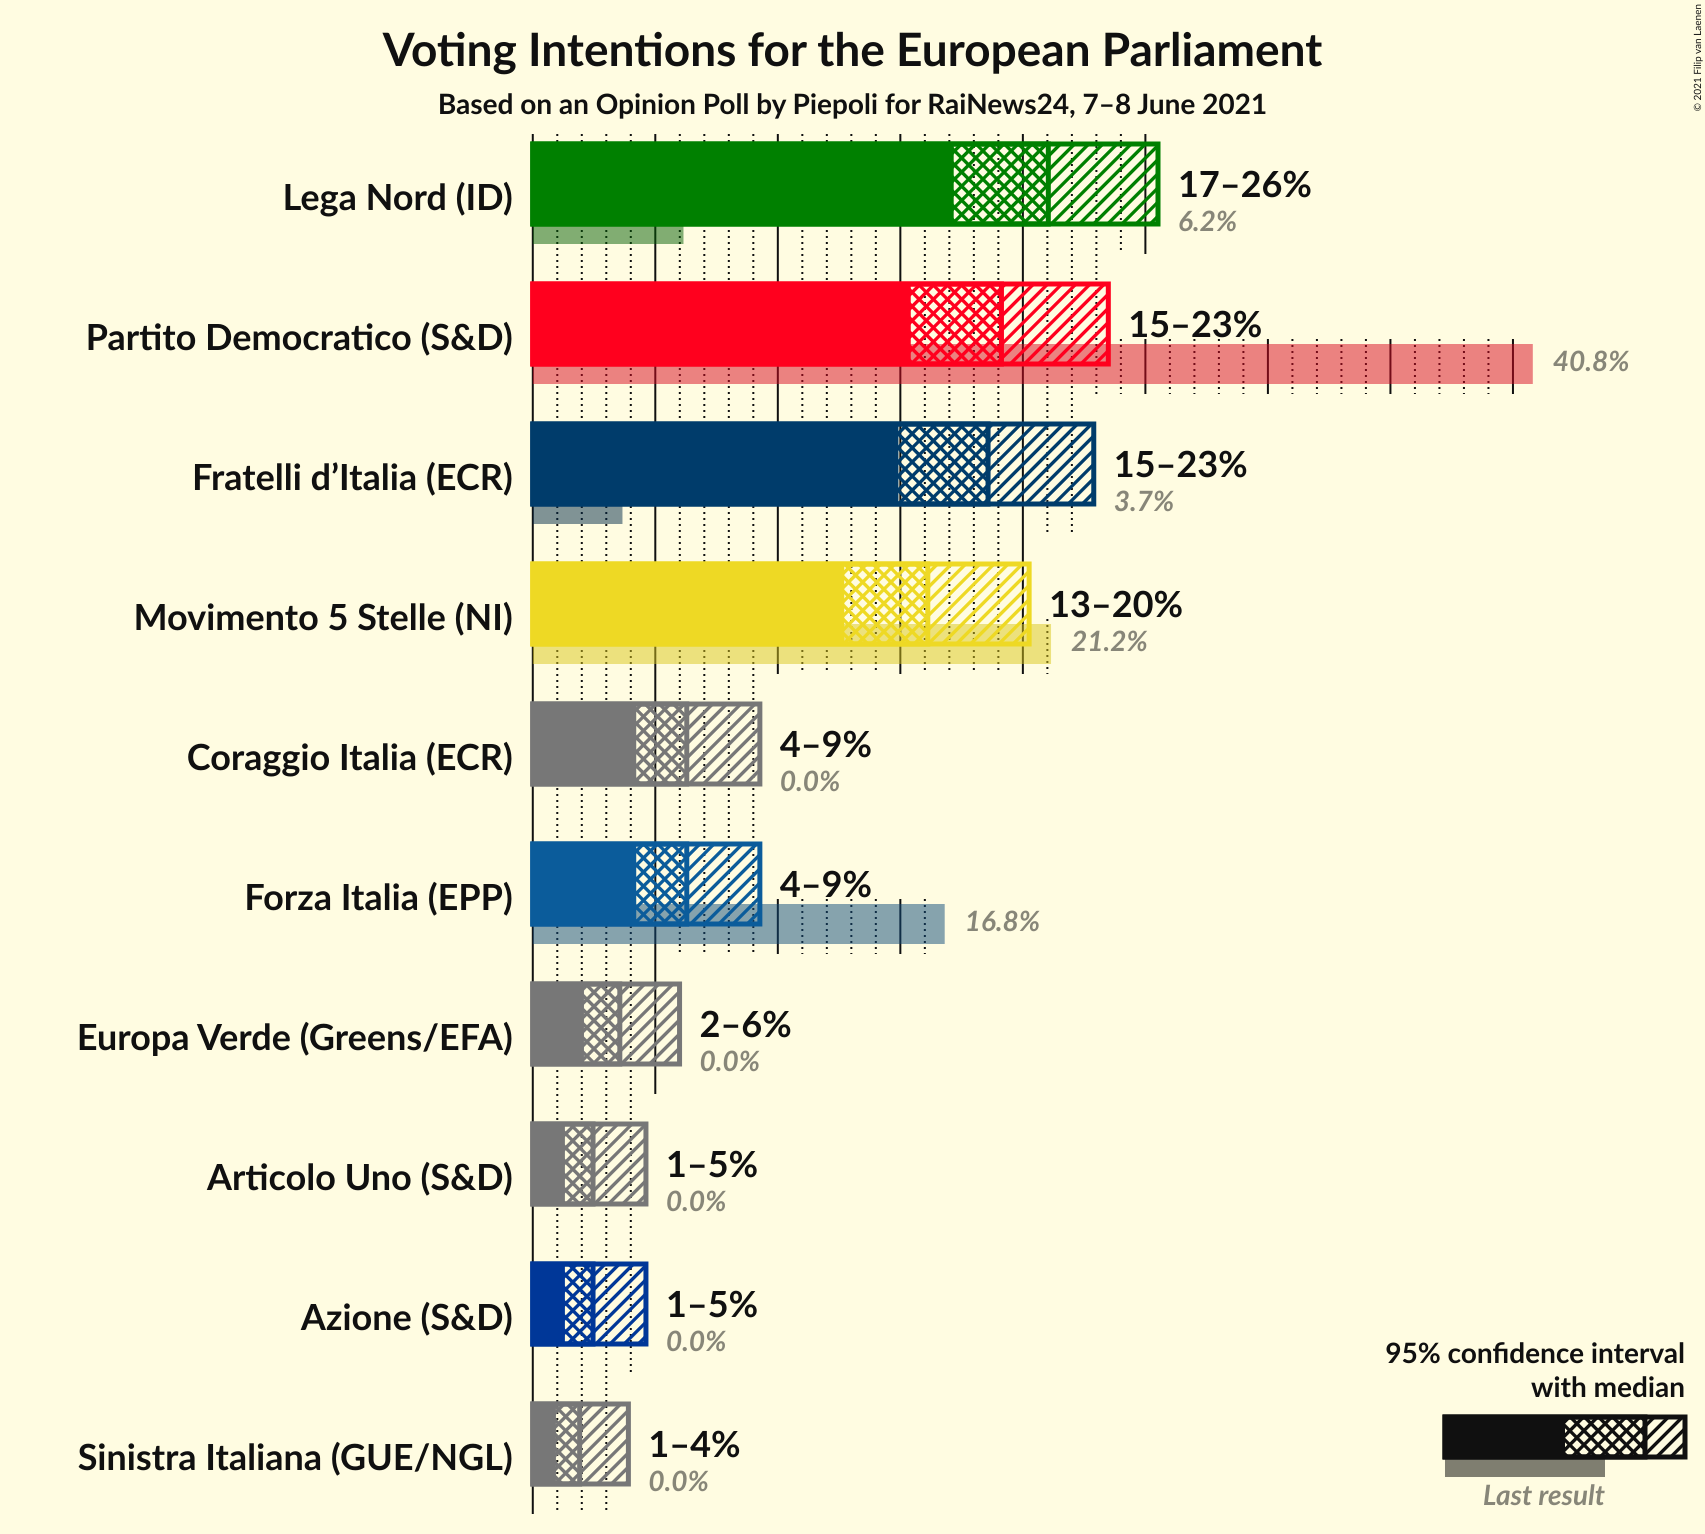 Voting Intentions for the European Parliament
Based on an Opinion Poll by Piepoli for RaiNews24, 7–8 June 2021
© 2021 Filip van Laenen
Lega Nord (ID)
17–26%
6.2%
Partito Democratico (S&D)
15–23%
40.8%
Fratelli d’Italia (ECR)
15–23%
3.7%
Movimento 5 Stelle (NI)
13–20%
21.2%
Coraggio Italia (ECR)
4–9%
0.0%
Forza Italia (EPP)
4–9%
16.8%
Europa Verde (Greens/EFA)
2–6%
0.0%
Articolo Uno (S&D)
1–5%
0.0%
Azione (S&D)
1–5%
0.0%
Sinistra Italiana (GUE/NGL)
1–4%
0.0%
95% confidence interval
with median
Last result